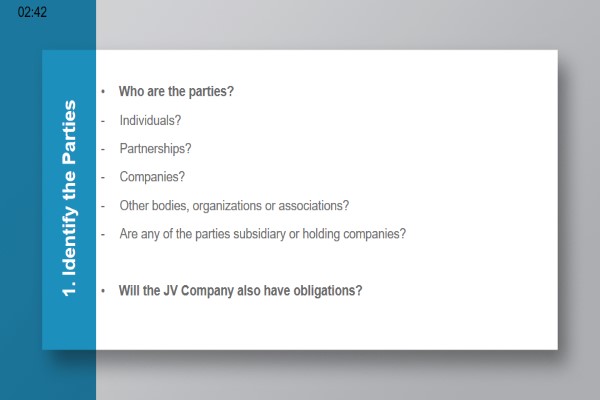 02:42
1. Identify the Parties
• Who are the parties?
- Individuals?
- Partnerships?
- Companies?
- Other bodies, organizations or associations?
- Are any of the parties subsidiary or holding companies?
• Will the JV Company also have obligations?